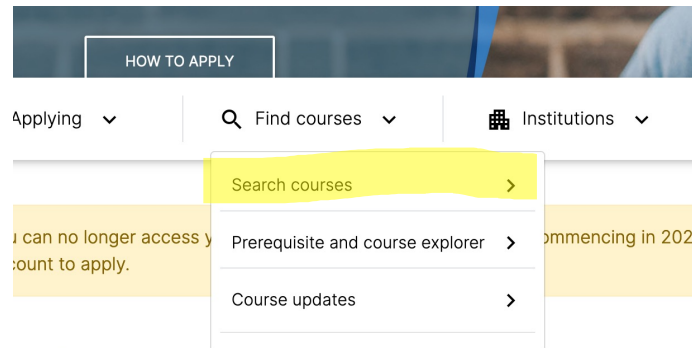 HOW TO APPLY
Applying
Find courses
Institutions
Search courses
can no longer access
ommencing in 202
Prerequisite and course explorer
count to apply.
Course updates